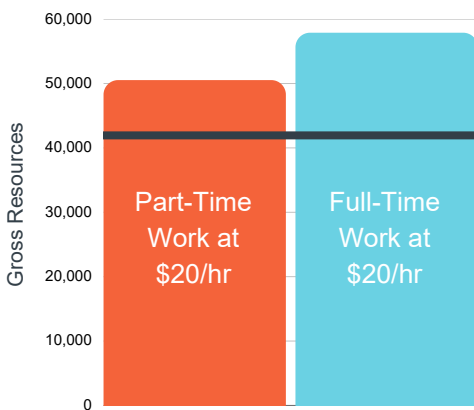 60,000
50,000
40,000
30,000
20,000
10,000
0
Gross Resources
Part-Time
Work at
$20/hr
Full-Time
Work at
$20/hr